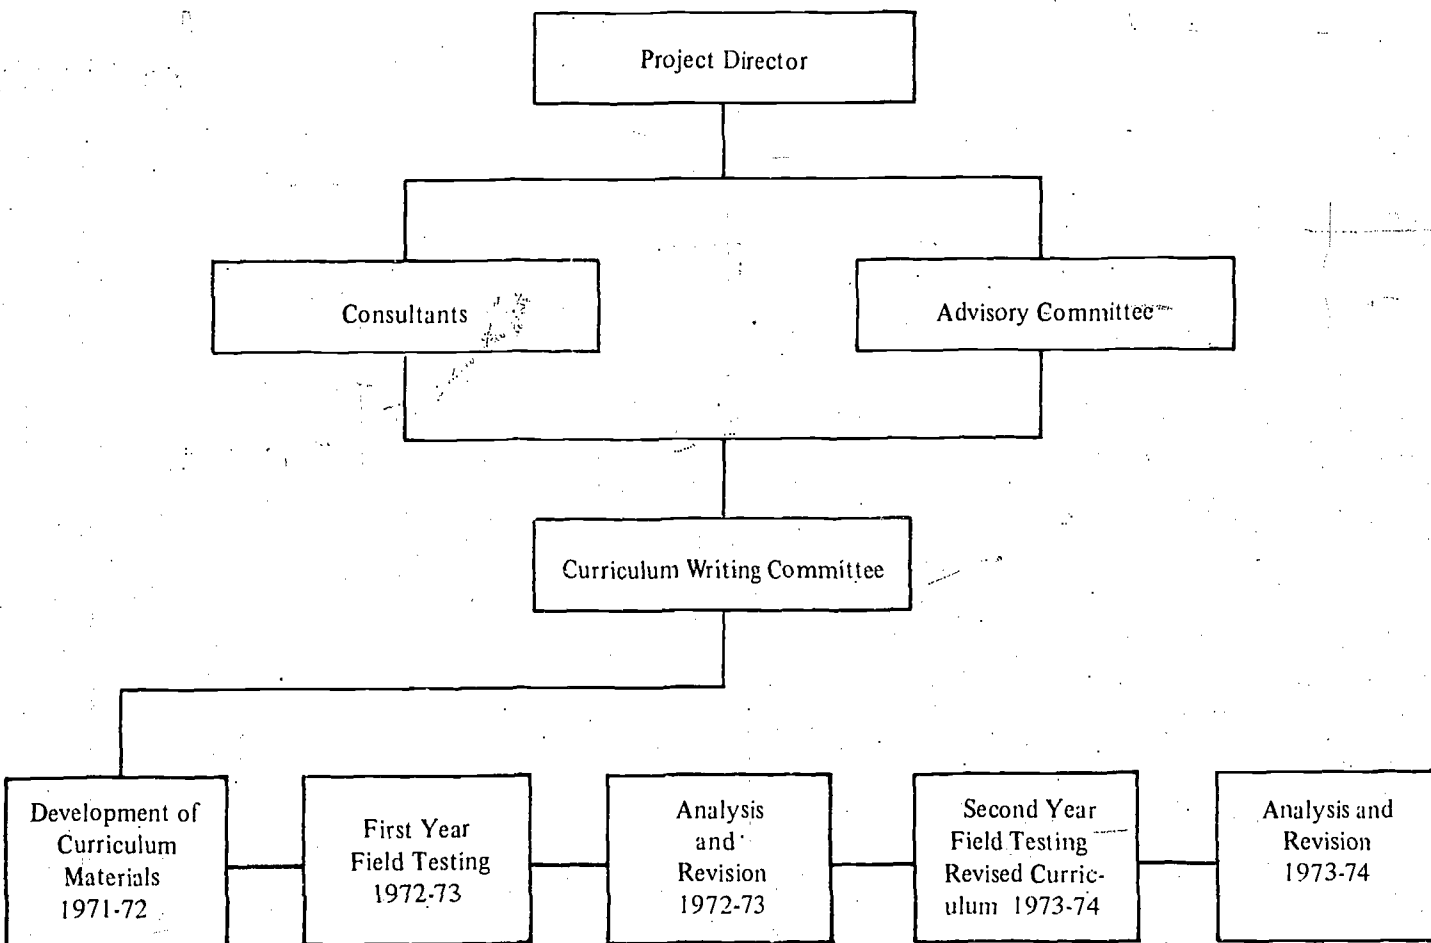 Project Director
Consultants
Advisory Committee
Curriculum Writing Committee
Development of
Curriculum
Materials
1971-72
First Year
Field Testing
1972-73
Analysis
and
Revision
1972-73
Second Year
Field Testing
Revised Curric-
ulum 1973-74
Analysis and
Revision
1973-74